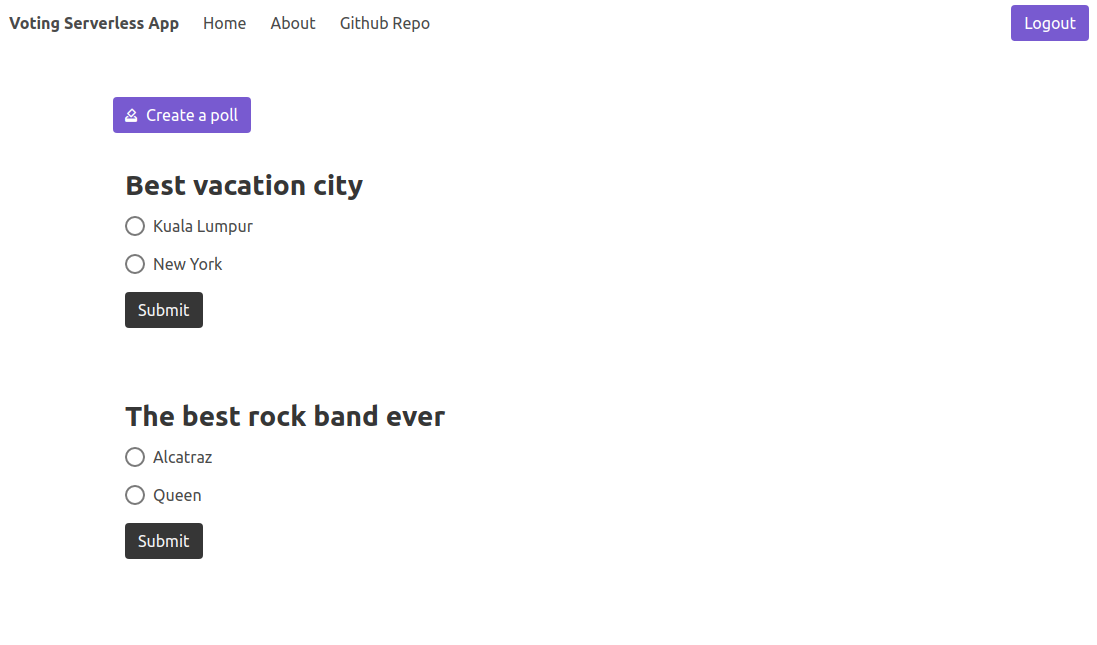 Voting Serverless App Home About Github Repo Logout
Create a poll
Best vacation city
Kuala Lumpur
New York
Submit
The best rock band ever
Alcatraz
Queen
Submit